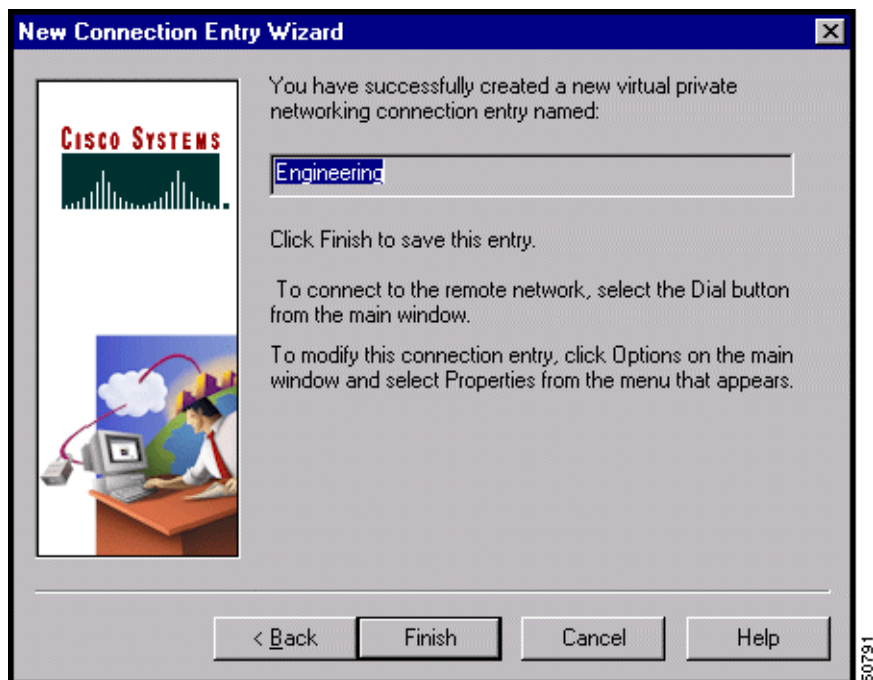 New Connection Entry Wizard
CISCO SYSTEMS
You have successfully created a new virtual private
networking connection entry named:
Engineering
Click Finish to save this entry.
To connect to the remote network, select the Dial button
from the main window.
To modify this connection entry, click Options on the main
window and select Properties from the menu that appears.
< Back
Finish
Cancel
Help
60791